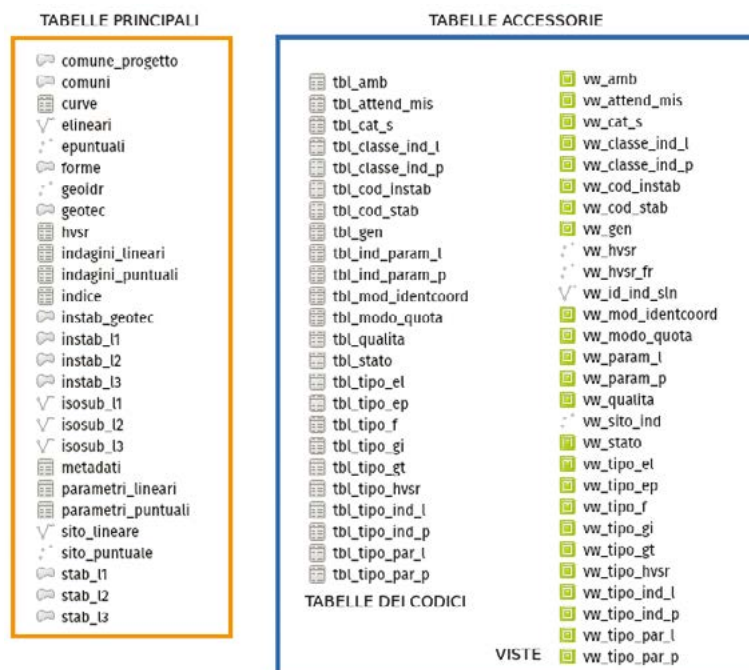 TABELLE PRINCIPALI
comune_progetto
comuni
curve
elineari
epuntuali
forme
geoidr
geotec
hvsr
indagini_lineari
indagini_puntuali
indice
instab_geotec
instab_l1
instab_l2
instab_l3
isosub_l1
isosub_l2
isosub_l3
metadati
parametri_lineari
parametri_puntuali
sito_lineare
sito_puntuale
stab_l1
stab_l2
stab_l3
TABELLE ACCESSORIE
tbl_amb
tbl_attend_mis
tbl_cat_s
tbl_classe_ind_l
tbl_classe_ind_p
tbl_cod_instab
tbl_cod_stab
tbl_gen
tbl_ind_param_l
tbl_ind_param_p
tbl_mod_identcoord
tbl_modo_quota
tbl_qualita
tbl_stato
tbl_tipo_el
tbl_tipo_ep
tbl_tipo_f
tbl_tipo_gi
tbl_tipo_gt
tbl_tipo_hvsr
tbl_tipo_ind_l
tbl_tipo_ind_p
tbl_tipo_par_l
tbl_tipo_par_p
TABELLE DEI CODICI
vw_amb
vw_attend_mis
vw_cat_s
vw_classe_ind_l
vw_classe_ind_p
vw_cod_instab
vw_cod_stab
vw_gen
vw_hvsr
vw_hvsr_fr
vw_id_ind_sln
vw_mod_identcoord
vw_modo_quota
vw_param_l
vw_param_p
vw_qualita
vw_sito_ind
vw_stato
vw_tipo_el
vw_tipo_ep
vw_tipo_f
vw_tipo_gi
vw_tipo_gt
vw_tipo_hvsr
vw_tipo_ind_l
vw_tipo_ind_p
vw_tipo_par_l
vw_tipo_par_p
VISTE